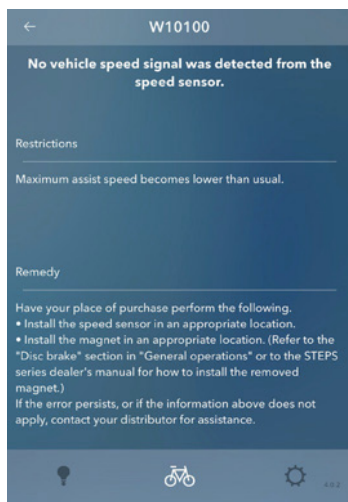 W10100
No vehicle speed signal was detected from the
speed sensor.
Restrictions
Maximum assist speed becomes lower than usual.
Remedy
Have your place of purchase perform the following.
• Install the speed sensor in an appropriate location.
• Install the magnet in an appropriate location. (Refer to the
"Disc brake" section in "General operations" or to the STEPS
series dealer's manual for how to install the removed
magnet.)
If the error persists, or if the information above does not
apply, contact your distributor for assistance.
4.0.2